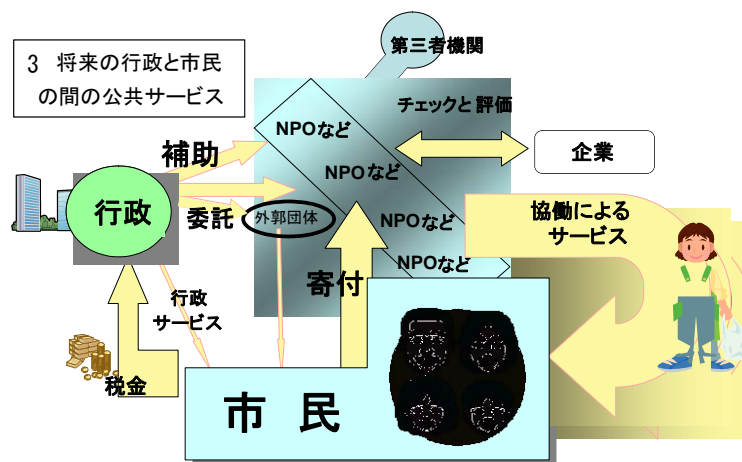 3 将来の行政と市民
の間の公共サービス
第三者機関
チェックと評価
NPOなど
NPOなど
NPOなど
NPOなど
企業
補助
行政
委託
外郭団体
協働による
サービス
寄付
行政
サービス
税金
市 民